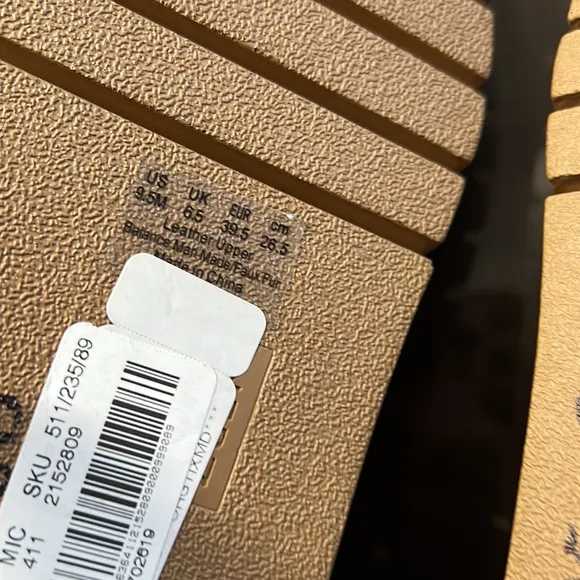 US UK EUR cm
9.5M 6.5 39.5 26.5
Leather Upper
Balance Man Made/Faux Fur
Made in China
SKU 511/235/89
MIC 2152809
411